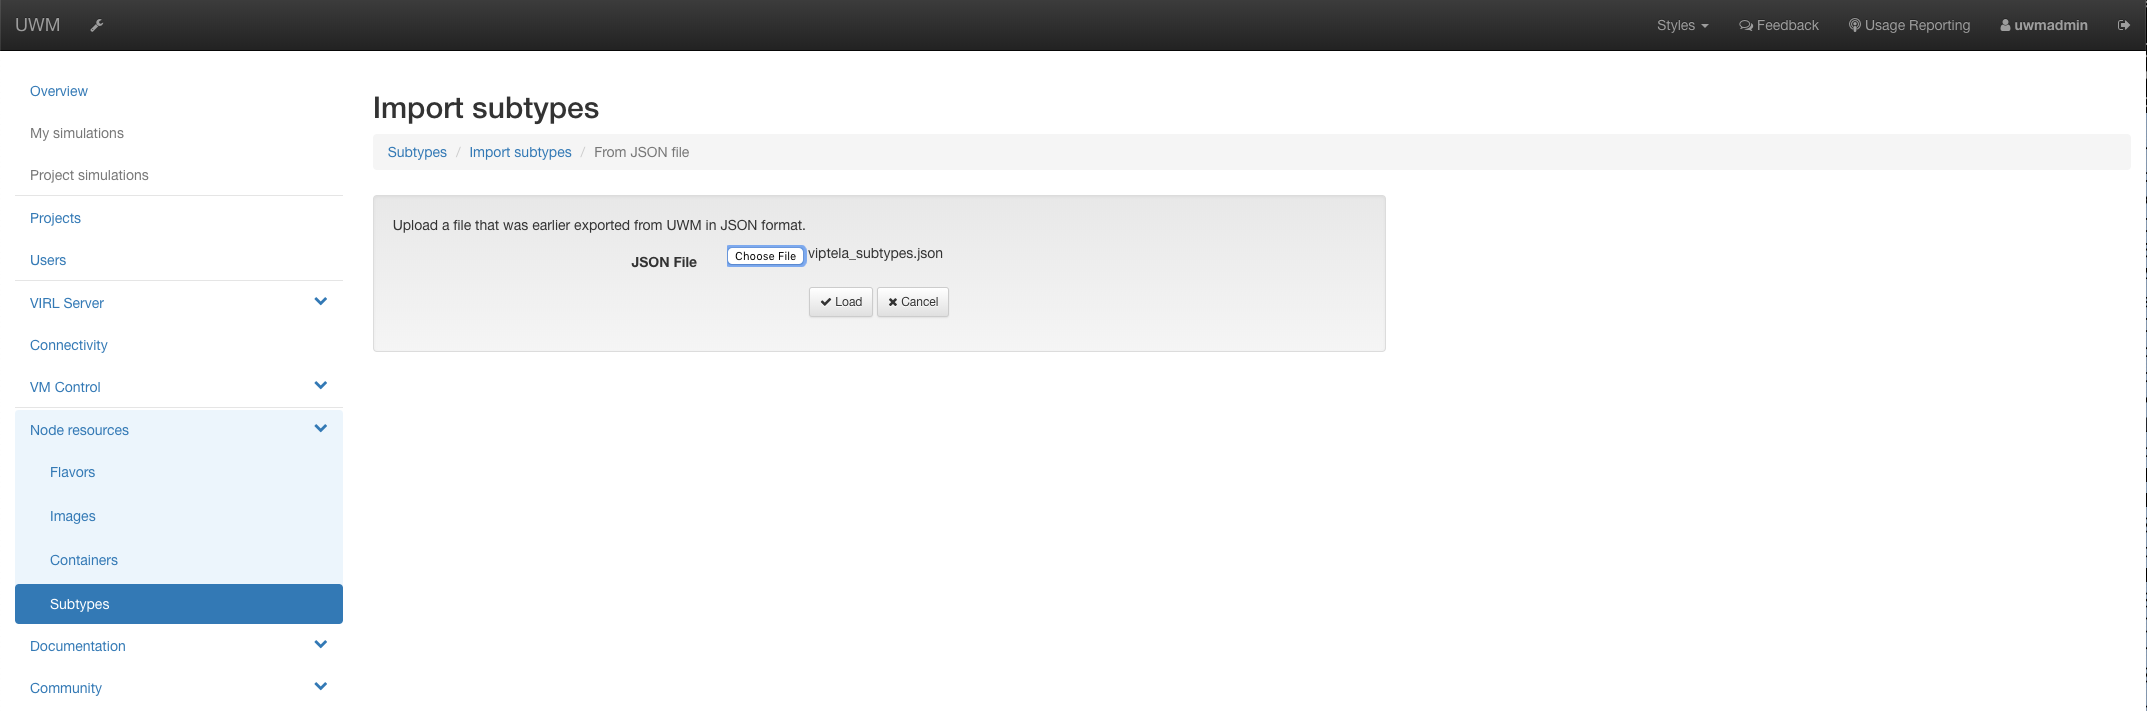 UWM Styles Feedback Usage Reporting uwmadmin
Overview
My simulations
Project simulations
Projects
Users
VIRL Server
Connectivity
VM Control
Node resources
Flavors
Images
Containers
Subtypes
Documentation
Community
Import subtypes
Subtypes / Import subtypes / From JSON file
Upload a file that was earlier exported from UWM in JSON format.
JSON File Choose File viptela_subtypes.json
Load Cancel